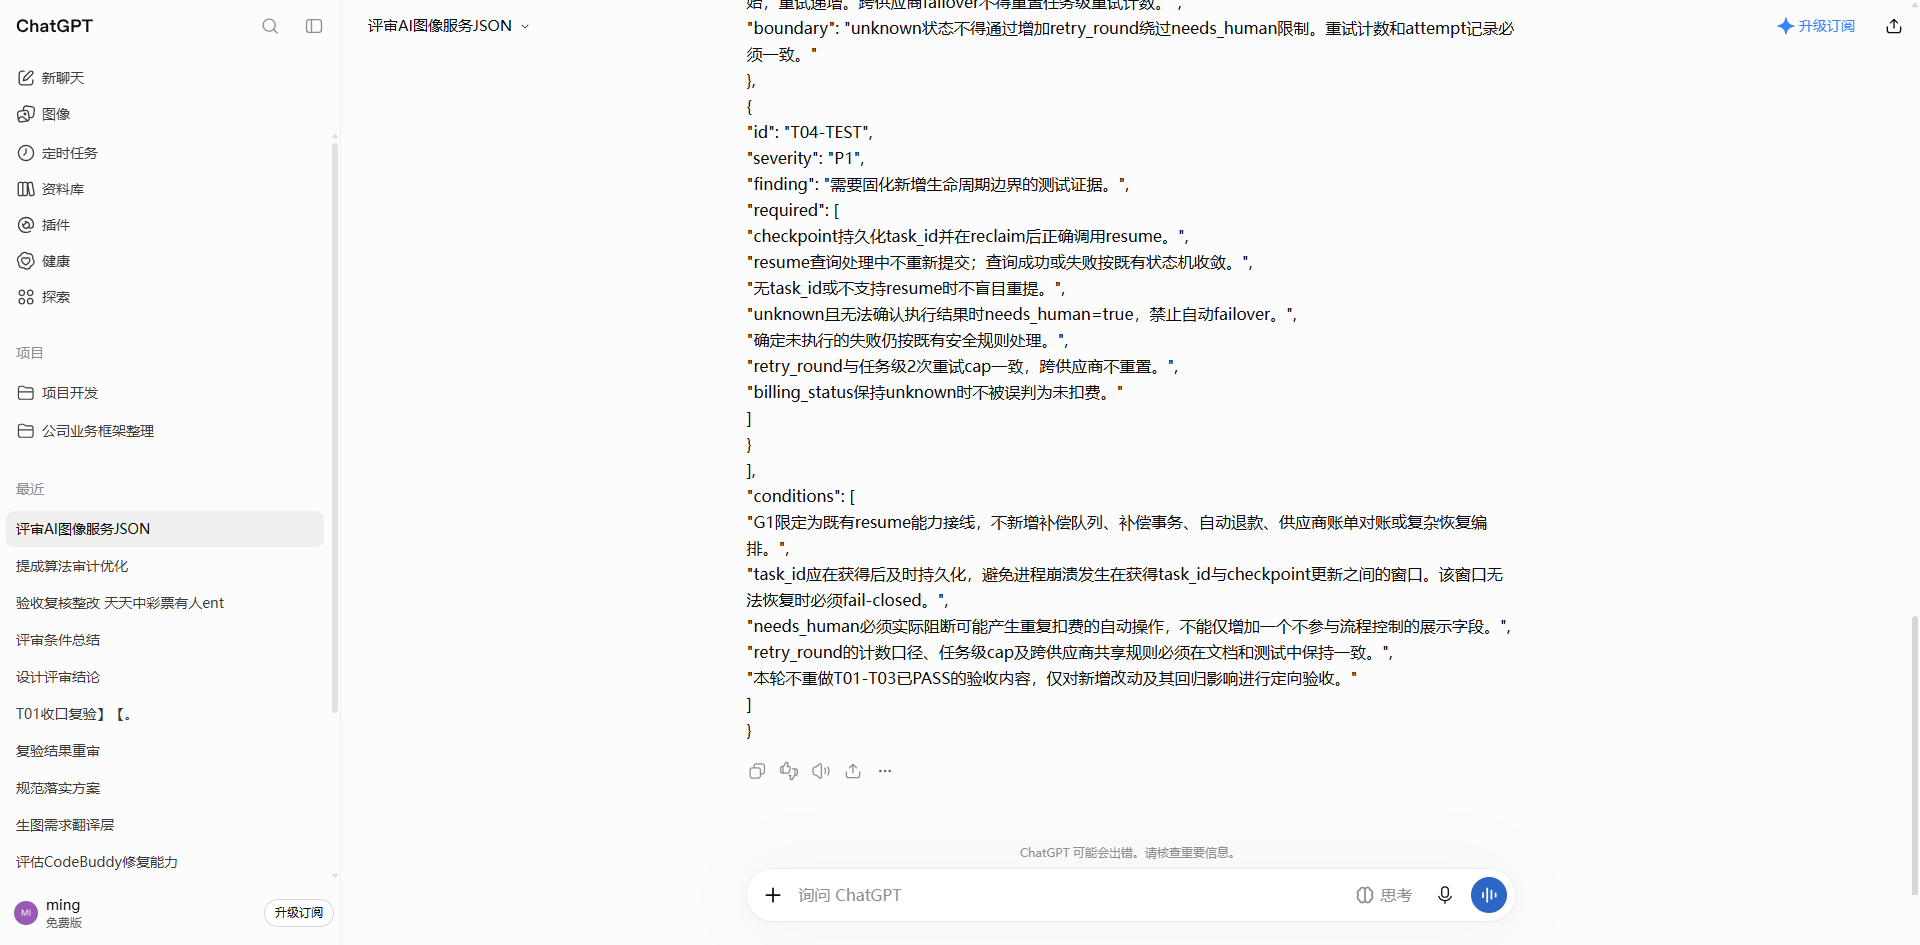 ChatGPT
新聊天
图像
定时任务
资料库
插件
健康
探索
项目
项目开发
公司业务框架整理
最近
评审AI图像服务JSON
提成算法审计优化
验收复核整改 天天中彩票有人ent
评审条件总结
设计评审结论
T01收口复验】【。
复验结果重审
规范落实方案
生图需求翻译层
评估CodeBuddy修复能力
MI
ming
免费版
升级订阅
评审AI图像服务JSON
升级订阅
始，重试递增。跨供应商failover不得重置任务级重试计数。",
"boundary": "unknown状态不得通过增加retry_round绕过needs_human限制。重试计数和attempt记录必
须一致。"
},
{
"id": "T04-TEST",
"severity": "P1",
"finding": "需要固化新增生命周期边界的测试证据。",
"required": [
"checkpoint持久化task_id并在reclaim后正确调用resume。",
"resume查询处理中不重新提交；查询成功或失败按既有状态机收敛。",
"无task_id或不支持resume时不盲目重提。",
"unknown且无法确认执行结果时needs_human=true，禁止自动failover。",
"确定未执行的失败仍按既有安全规则处理。",
"retry_round与任务级2次重试cap一致，跨供应商不重置。",
"billing_status保持unknown时不被误判为未扣费。"
]
}
],
"conditions": [
"G1限定为既有resume能力接线，不新增补偿队列、补偿事务、自动退款、供应商账单对账或复杂恢复编
排。",
"task_id应在获得后及时持久化，避免进程崩溃发生在获得task_id与checkpoint更新之间的窗口。该窗口无
法恢复时必须fail-closed。",
"needs_human必须实际阻断可能产生重复扣费的自动操作，不能仅增加一个不参与流程控制的展示字段。",
"retry_round的计数口径、任务级cap及跨供应商共享规则必须在文档和测试中保持一致。",
"本轮不重做T01-T03已PASS的验收内容，仅对新增改动及其回归影响进行定向验收。"
]
}
ChatGPT 可能会出错。请核查重要信息。
询问 ChatGPT
思考